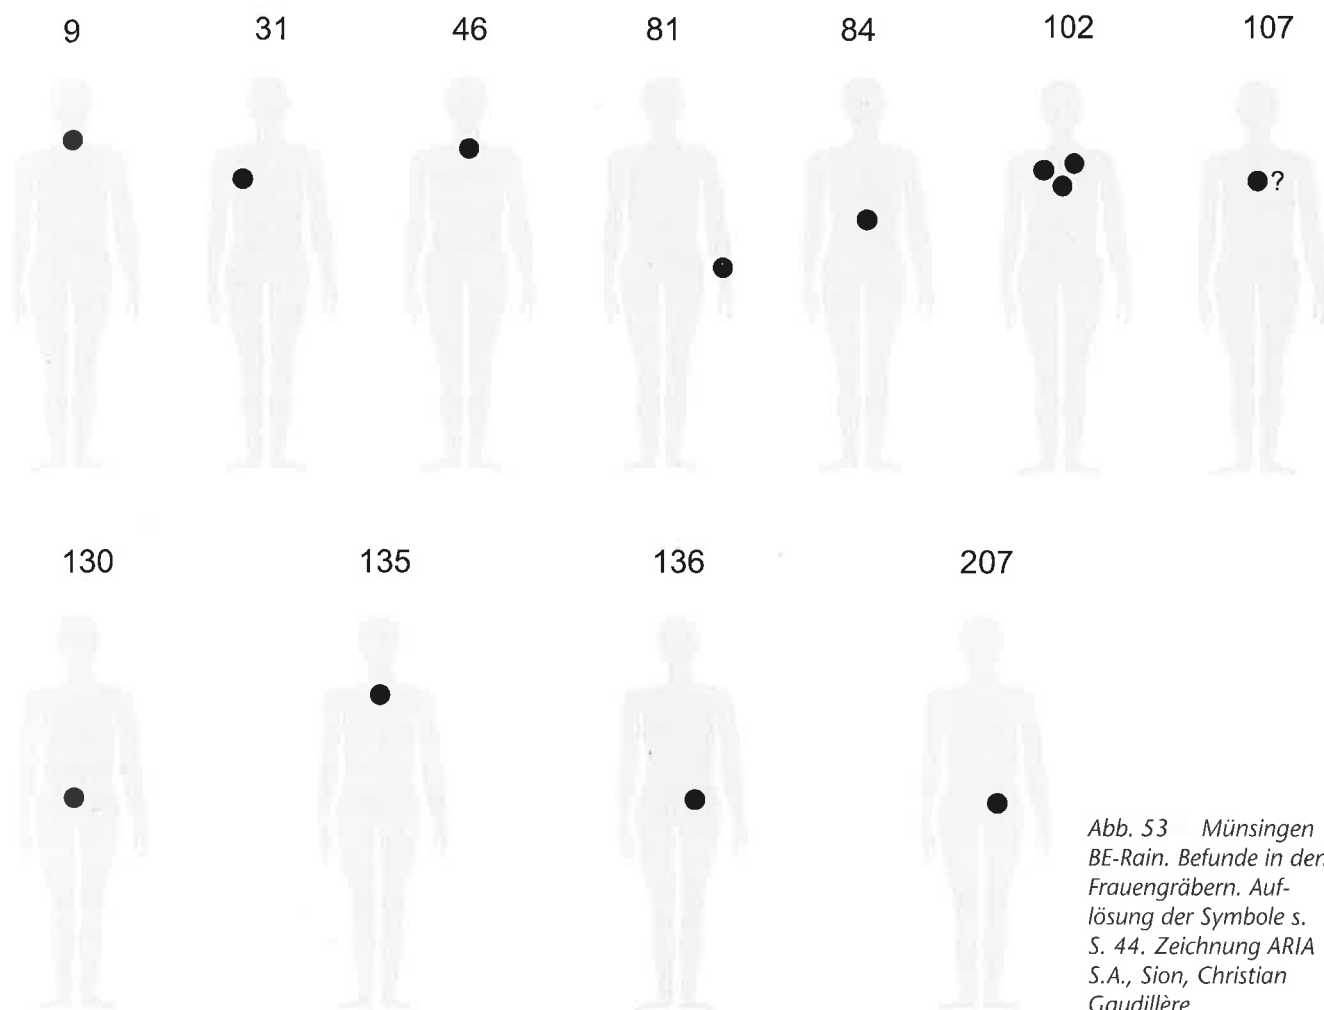 9 31 46 81 84 102 107
?
130 135 136 207
Abb. 53 Münsingen
BE-Rain. Befunde in den
Frauengräbern. Auf-
lösung der Symbole s.
S. 44. Zeichnung ARIA
S.A., Sion, Christian
Gaudillère